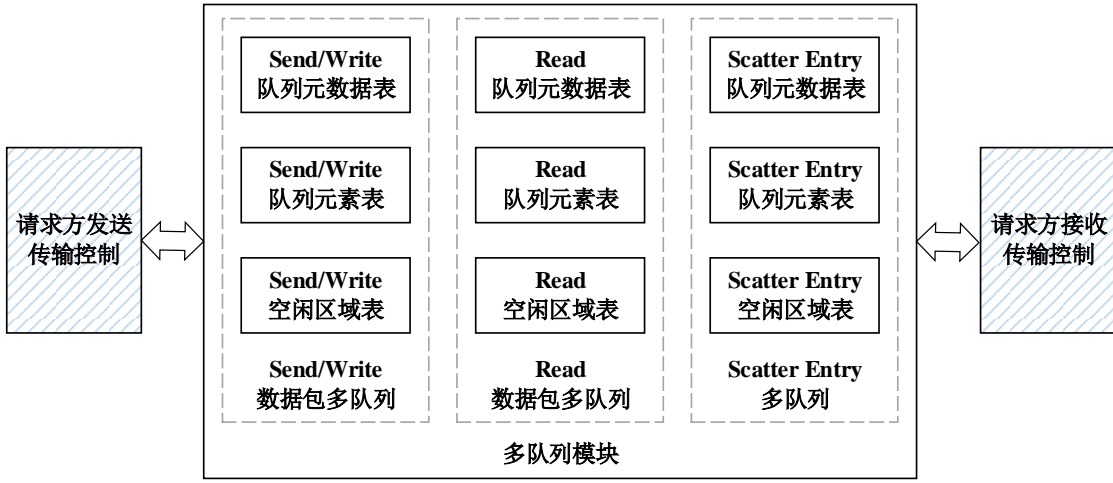 请求方发送
传输控制
Send/Write
队列元数据表
Send/Write
队列元素表
Send/Write
空闲区域表
Send/Write
数据包多队列
Read
队列元数据表
Read
队列元素表
Read
空闲区域表
Read
数据包多队列
Scatter Entry
队列元数据表
Scatter Entry
队列元素表
Scatter Entry
空闲区域表
Scatter Entry
多队列
多队列模块
请求方接收
传输控制